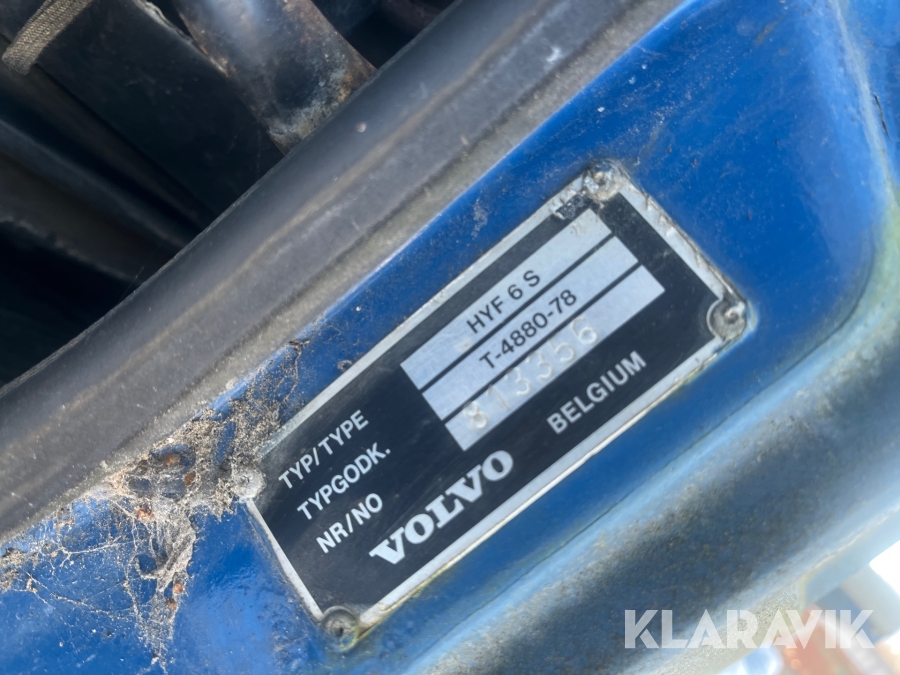 TYP/TYPE HYF 6 S
TYPGODK. T-4880-78
NR/NO 813356
VOLVO BELGIUM
KLARAVIK